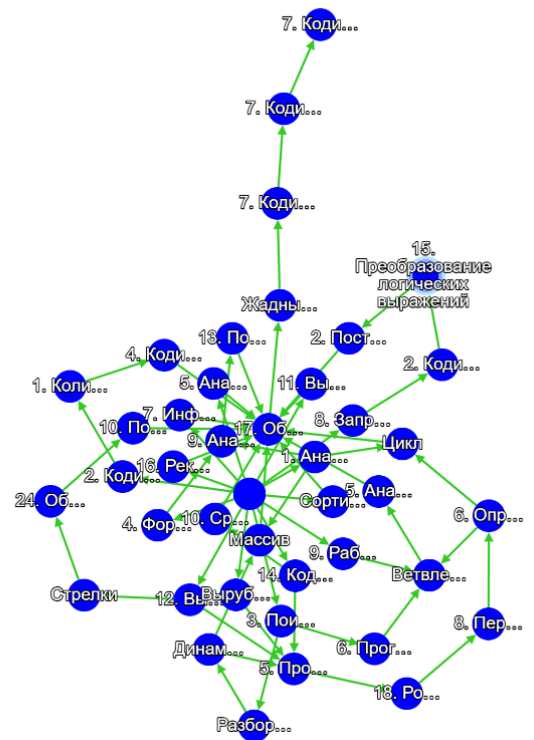 7. Коди...
7. Коди...
7. Коди...
15.
Преобразование
логических
выражений
Жадны...
13. По...
2. Пост...
4. Коди...
2. Коди...
1. Коли...
5. Ана...
11. Вы...
7. Инф...
8. Запр...
10. По...
17. Об...
9. Ана...
Цикл
1. Ана...
16. Рек...
2. Коди...
5. Ана...
24. Об...
Сорти...
6. Опр...
4. Фор...
10. Ср...
Массив
9. Раб...
14. Код...
Ветвле...
Стрелки
12. Вы...
Выруб...
3. Пои...
8. Пер...
Динам...
6. Прог...
5. Про...
18. Ро...
Разбор...